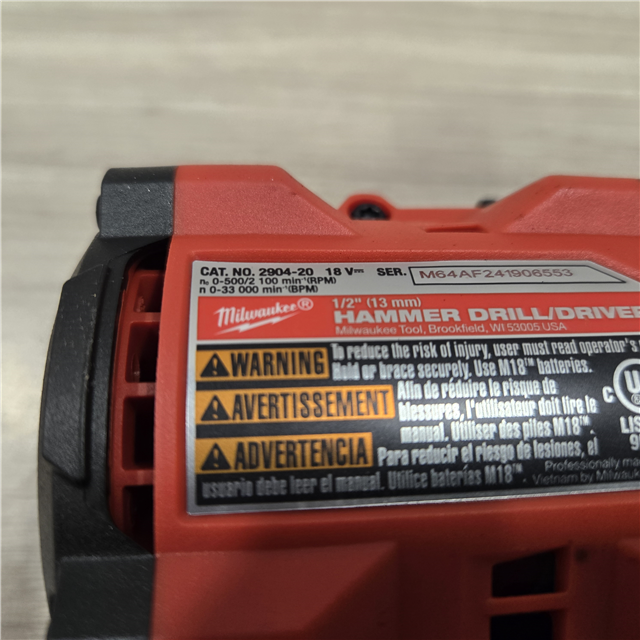 CAT. NO. 2904-20 18 V⎓ SER. M64AF241906553
n₀ 0-500/2 100 min⁻¹(RPM)
n 0-33 000 min⁻¹(BPM)
Milwaukee®
1/2" (13 mm)
HAMMER DRILL/DRIVER
Milwaukee Tool, Brookfield, WI 53005 USA
WARNING To reduce the risk of injury, user must read operator's
Hold or brace securely. Use M18™ batteries.
AVERTISSEMENT Afin de réduire le risque de
blessures, l'utilisateur doit lire le
manuel. Utiliser des piles M18™.
ADVERTENCIA Para reducir el riesgo de lesiones, el
usuario debe leer el manual. Utilice baterías M18™
C UL
LIS
9
Professionally ma
Vietnam by Milwa